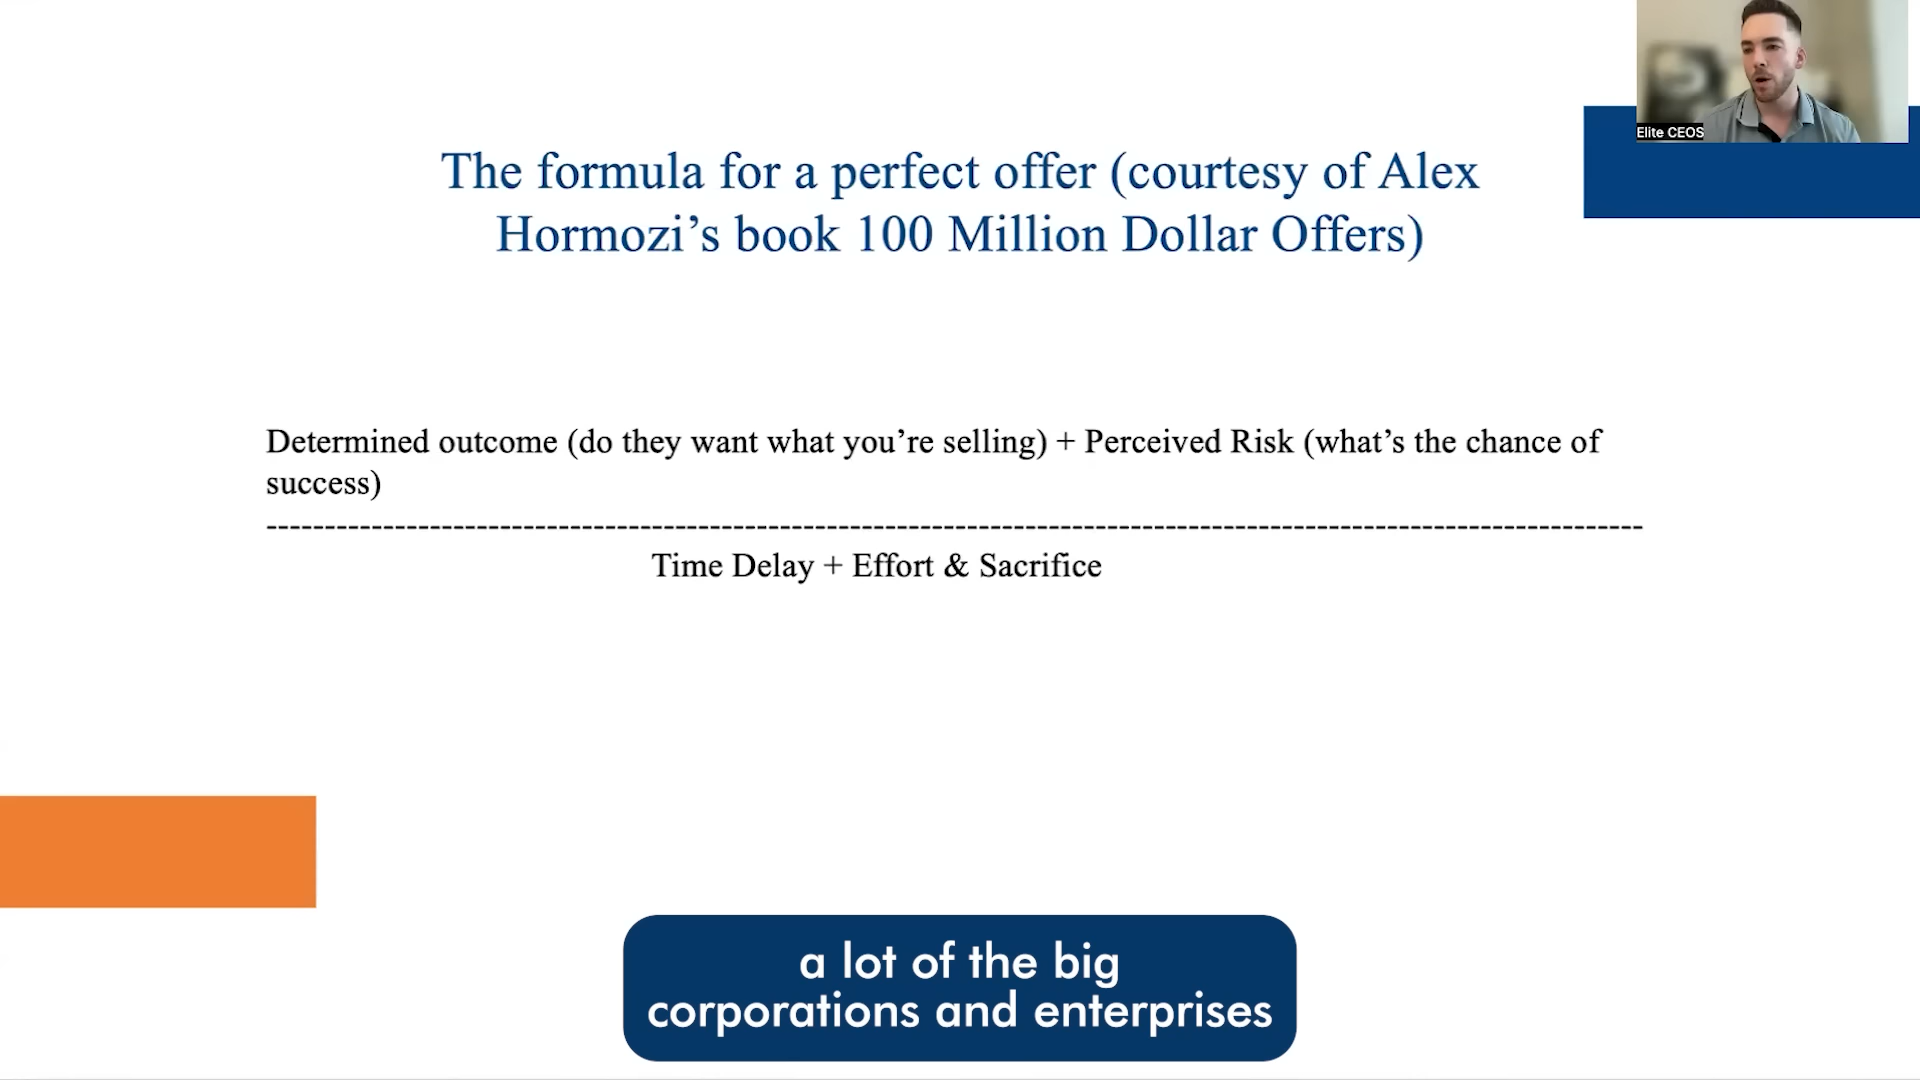 Elite CEOS
The formula for a perfect offer (courtesy of Alex
Hormozi’s book 100 Million Dollar Offers)
Determined outcome (do they want what you’re selling) + Perceived Risk (what’s the chance of
success)
Time Delay + Effort & Sacrifice
a lot of the big
corporations and enterprises